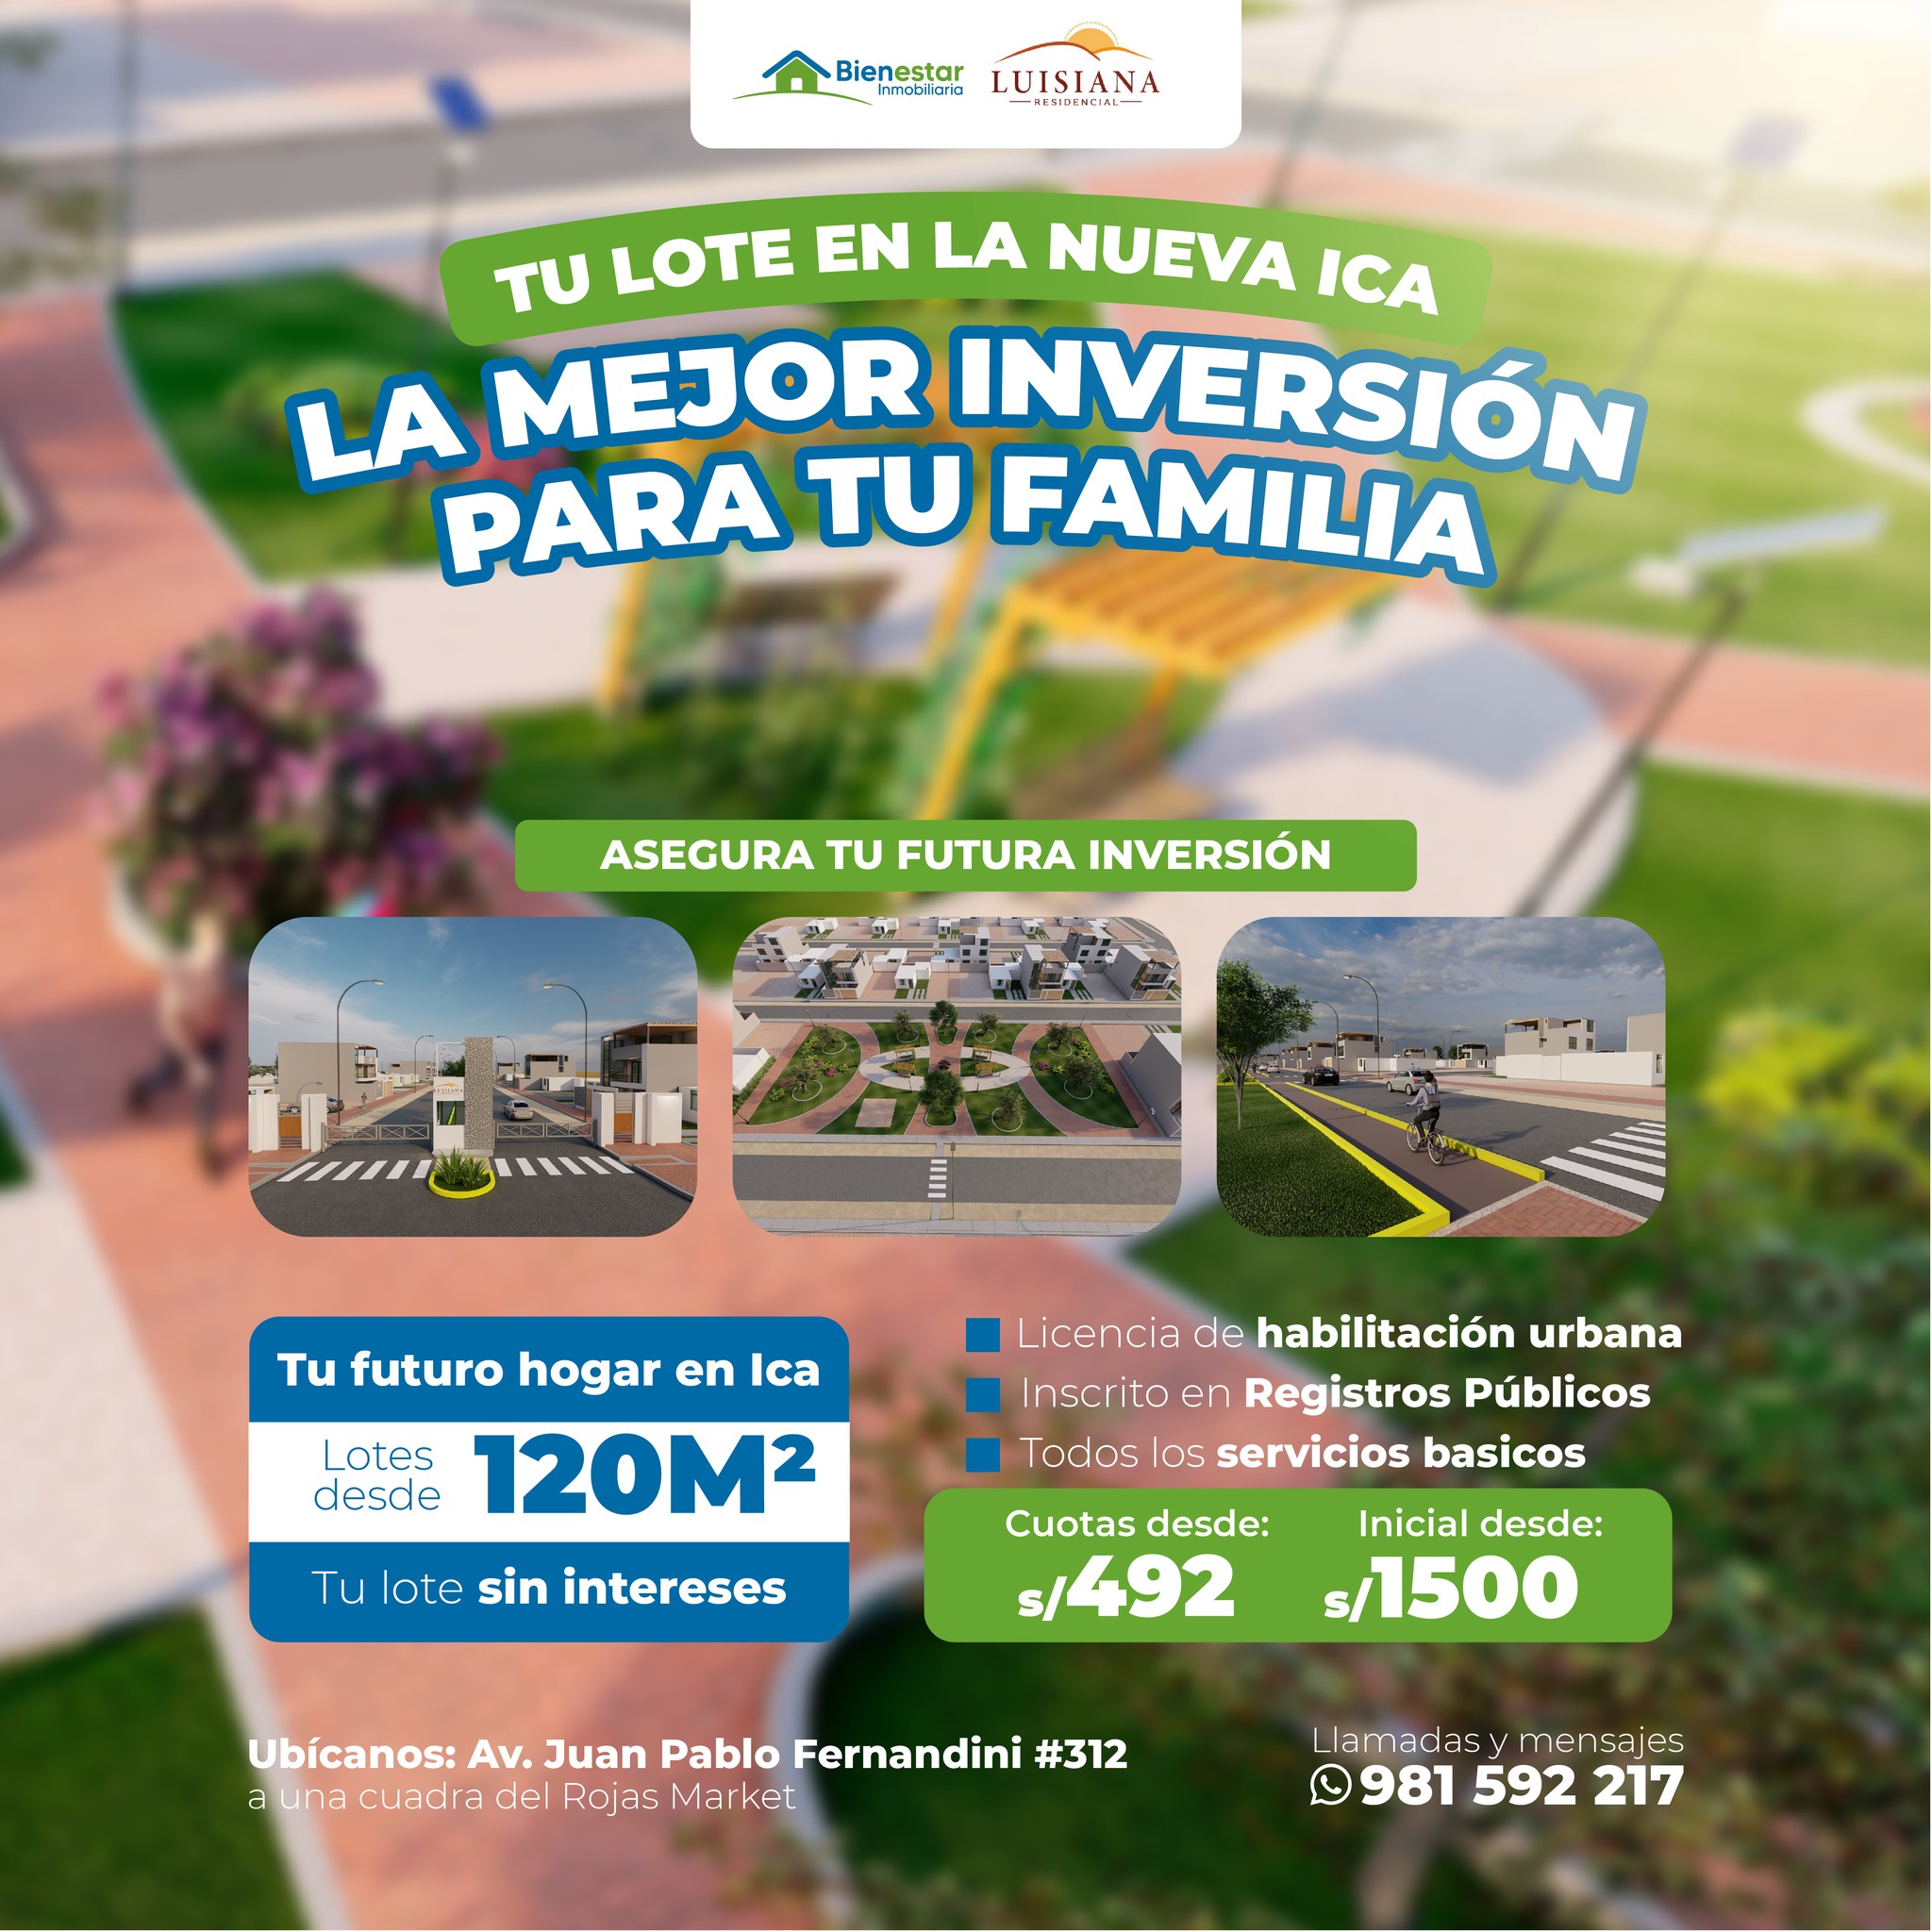 Bienestar
Inmobiliaria
LUISIANA
RESIDENCIAL
TU LOTE EN LA NUEVA ICA
LA MEJOR INVERSIÓN
PARA TU FAMILIA
ASEGURA TU FUTURA INVERSIÓN
LUISIANA
Tu futuro hogar en Ica
Lotes
desde
120M²
Tu lote sin intereses
Licencia de habilitación urbana
Inscrito en Registros Públicos
Todos los servicios basicos
Cuotas desde:
s/492
Inicial desde:
s/1500
Ubícanos: Av. Juan Pablo Fernandini #312
a una cuadra del Rojas Market
Llamadas y mensajes
981 592 217